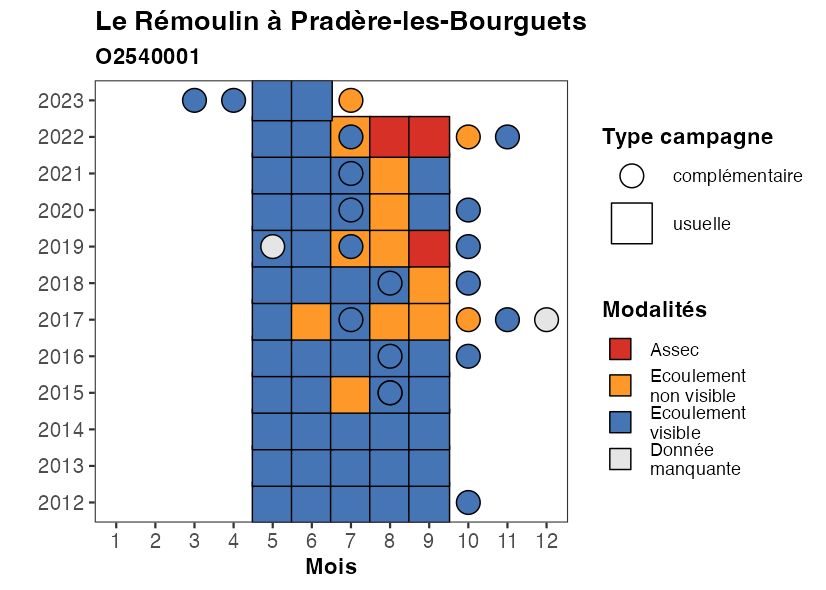 Le Rémoulin à Pradère-les-Bourguets
O2540001
2023
2022
2021
2020
2019
2018
2017
2016
2015
2014
2013
2012
1 2 3 4 5 6 7 8 9 10 11 12
Mois
Type campagne
complémentaire
usuelle
Modalités
Assec
Ecoulement
non visible
Ecoulement
visible
Donnée
manquante